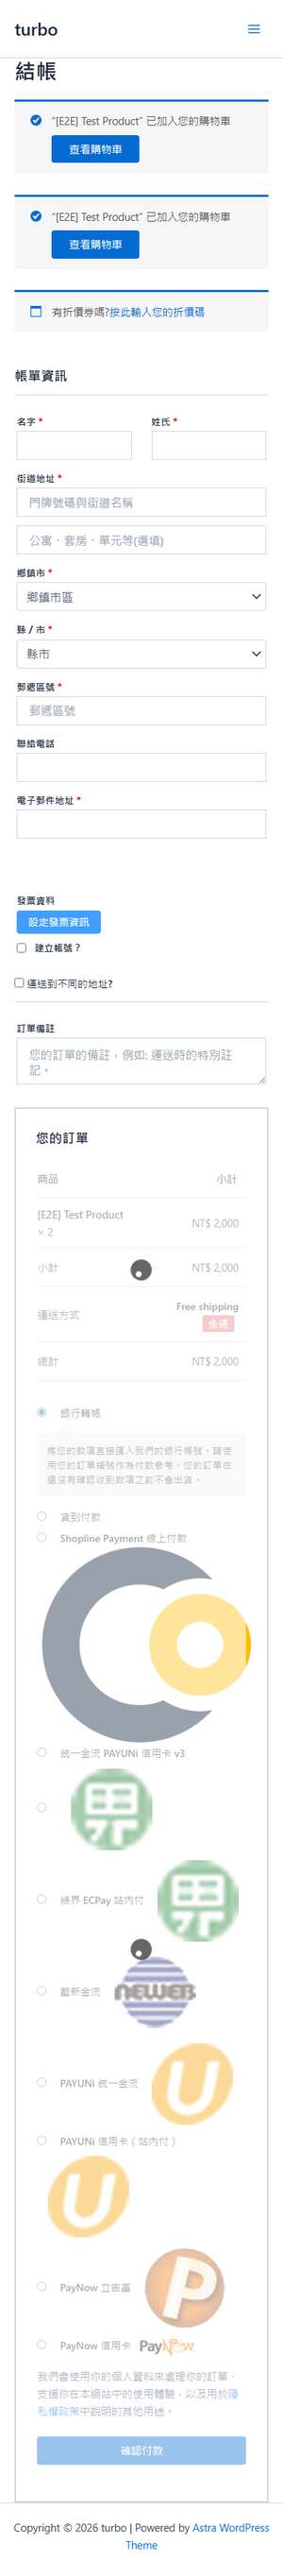 turbo
結帳
“[E2E] Test Product” 已加入您的購物車
查看購物車
“[E2E] Test Product” 已加入您的購物車
查看購物車
有折價券嗎?按此輸入您的折價碼
帳單資訊
名字 *
姓氏 *
街道地址 *
門牌號碼與街道名稱
公寓、套房、單元等(選填)
鄉鎮市 *
鄉鎮市區
縣 / 市 *
縣市
郵遞區號 *
郵遞區號
聯絡電話
電子郵件地址 *
發票資料
設定發票資訊
建立帳號？
運送到不同的地址?
訂單備註
您的訂單的備註，例如: 運送時的特別註
記。
您的訂單
商品 小計
[E2E] Test Product
× 2
NT$ 2,000
小計 NT$ 2,000
運送方式 Free shipping
免運
總計 NT$ 2,000
銀行轉帳
將您的款項直接匯入我們的銀行帳號，請使
用您的訂單編號作為付款參考，您的訂單在
還沒有確認收到款項之前不會出貨。
貨到付款
Shopline Payment 線上付款
統一金流 PAYUNi 信用卡 v3
綠界 ECPay 站內付
藍新金流 NEWEB
PAYUNi 統一金流
PAYUNi 信用卡（站內付）
PayNow 立吉富
PayNow 信用卡 PayNow
我們會使用你的個人資料來處理你的訂單、
支援你在本網站中的使用體驗，以及用於隱
私權政策中說明的其他用途。
確認付款
Copyright © 2026 turbo | Powered by Astra WordPress
Theme